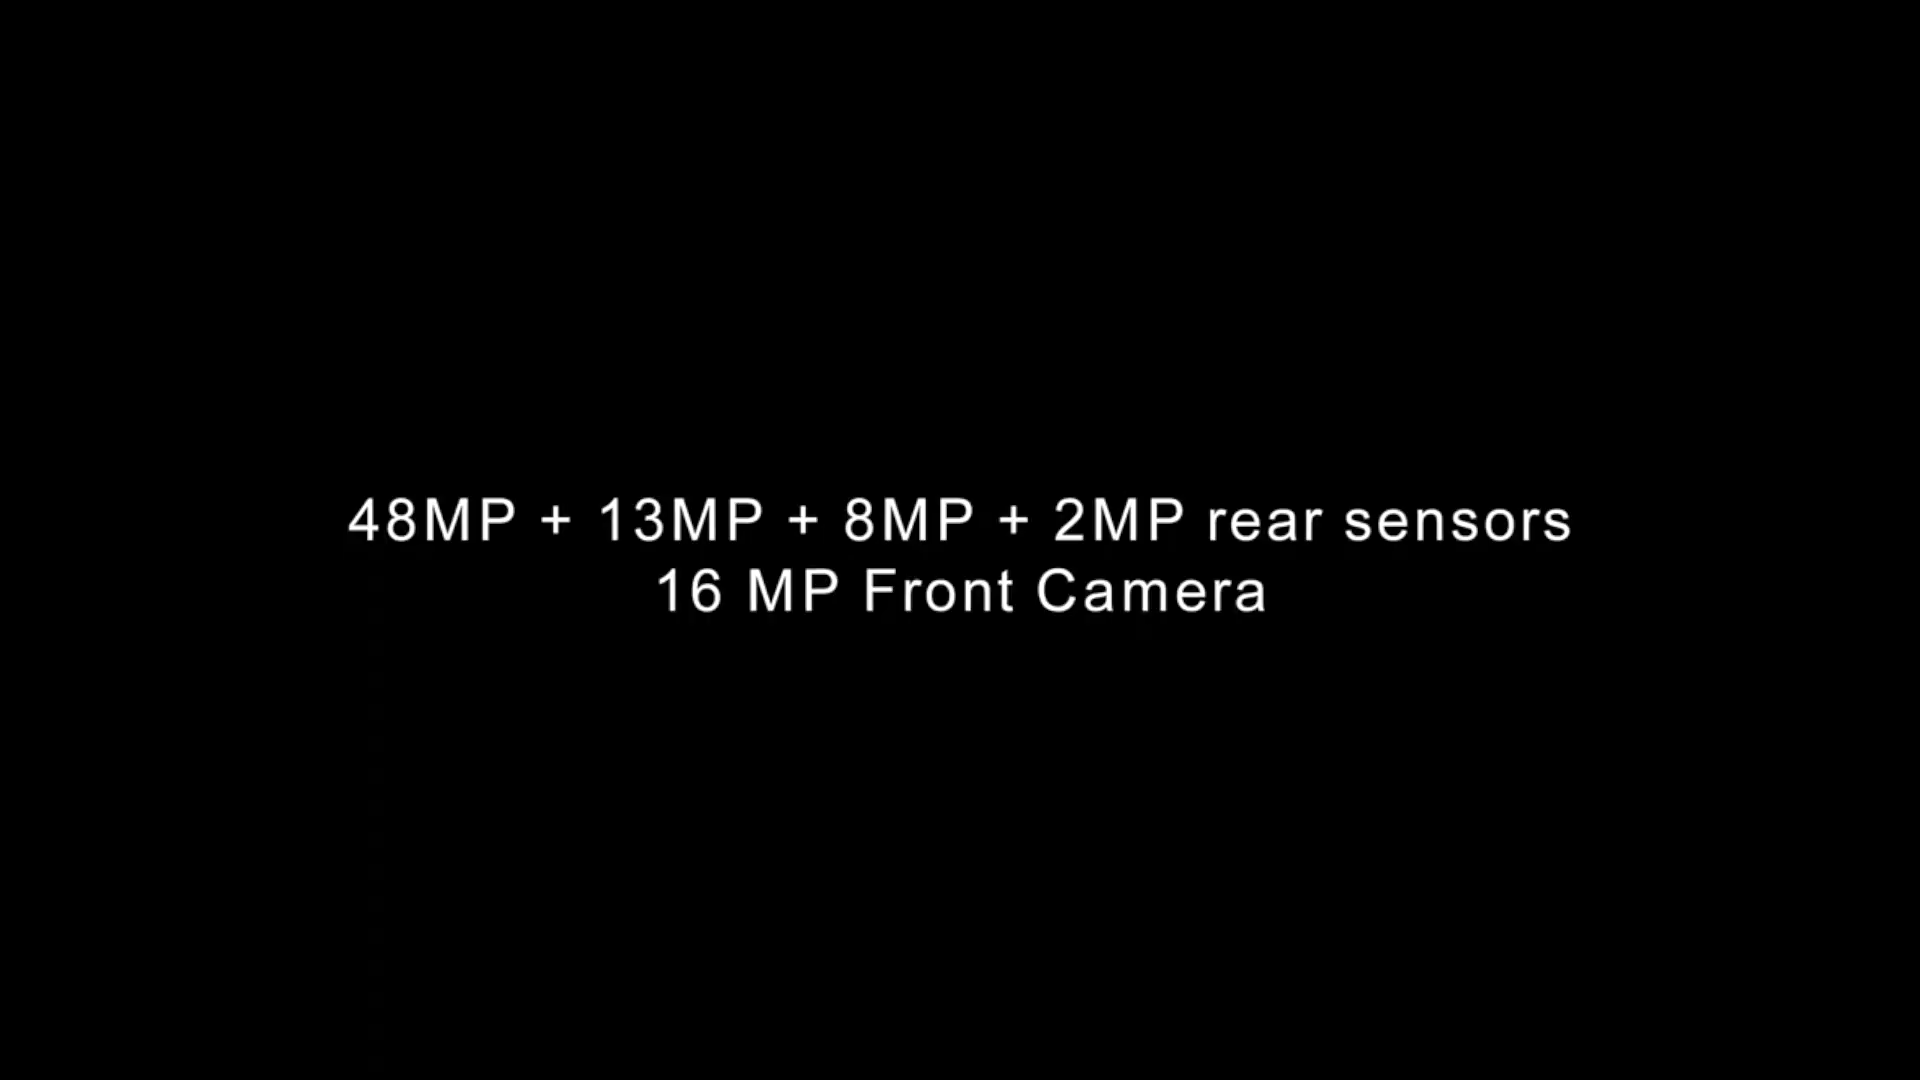 48MP + 13MP + 8MP + 2MP rear sensors
16 MP Front Camera